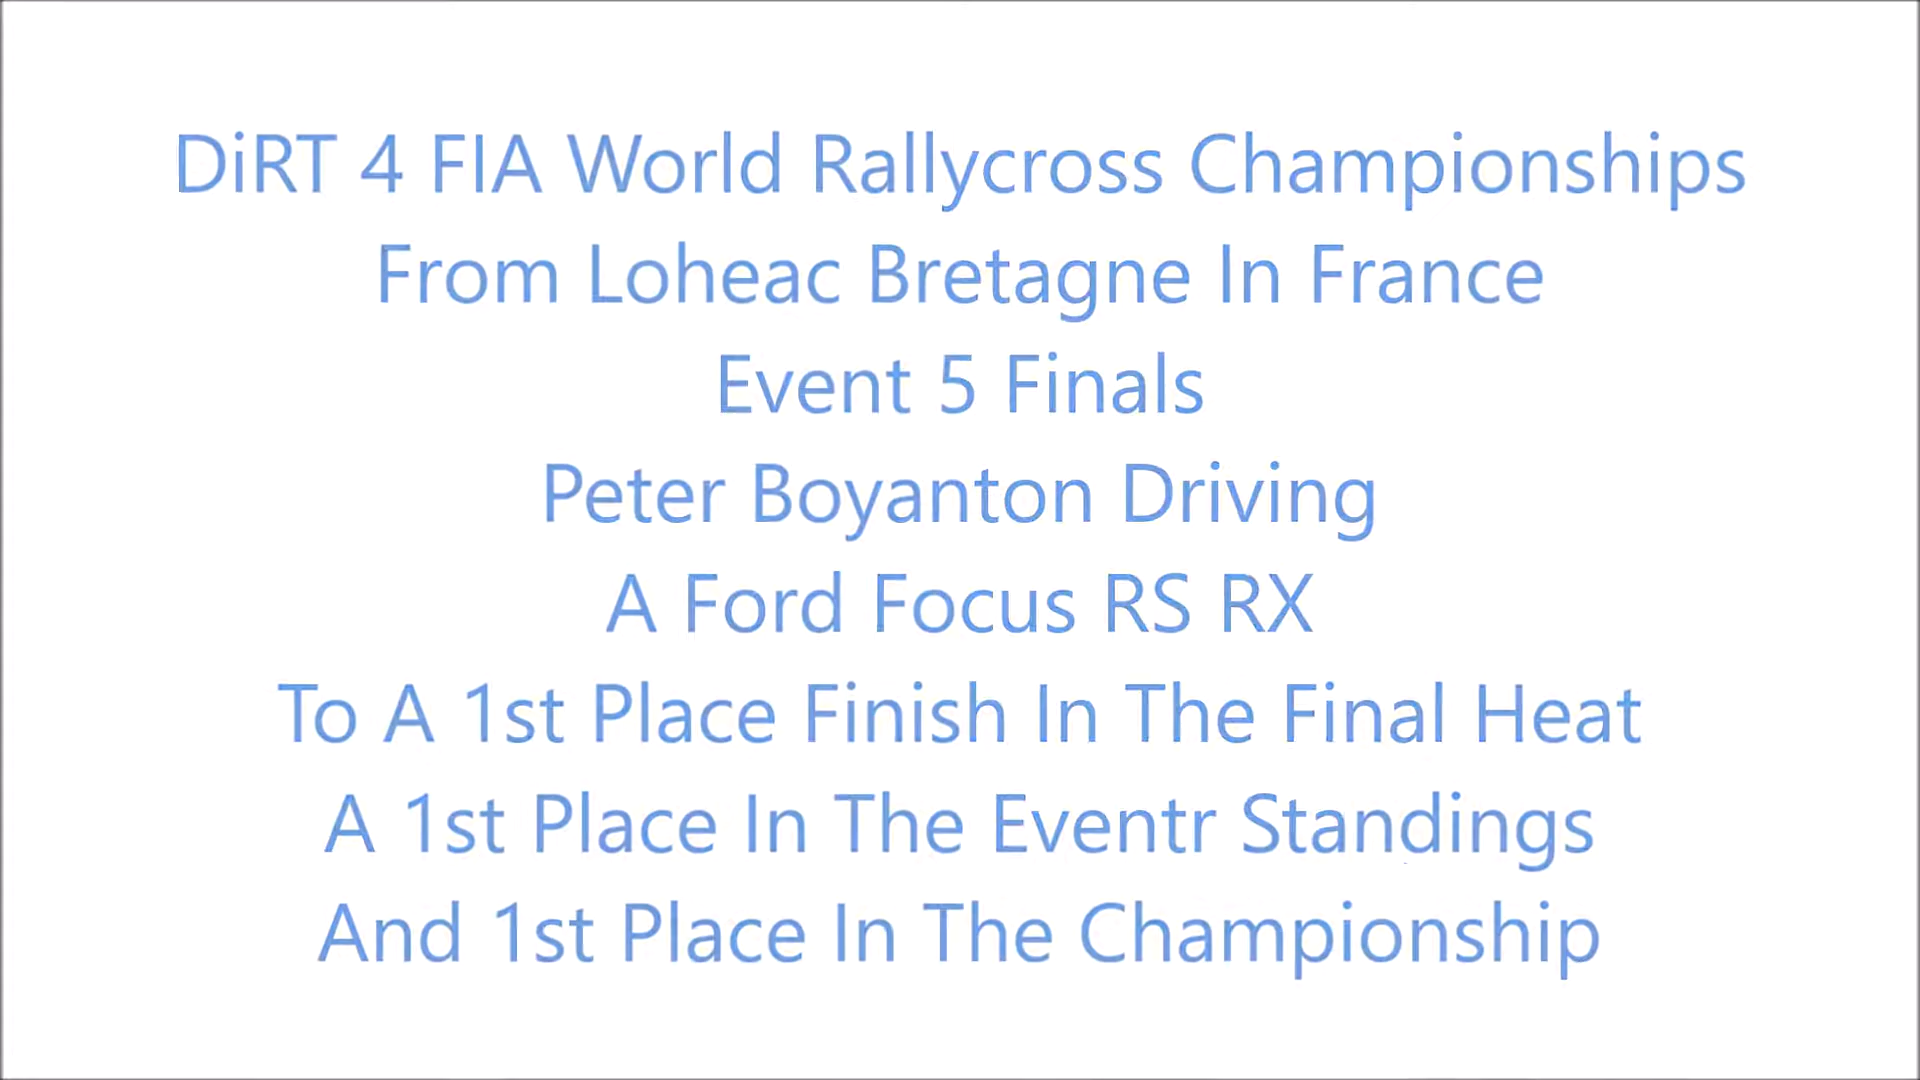 DiRT 4 FIA World Rallycross Championships
From Loheac Bretagne In France
Event 5 Finals
Peter Boyanton Driving
A Ford Focus RS RX
To A 1st Place Finish In The Final Heat
A 1st Place In The Eventr Standings
And 1st Place In The Championship